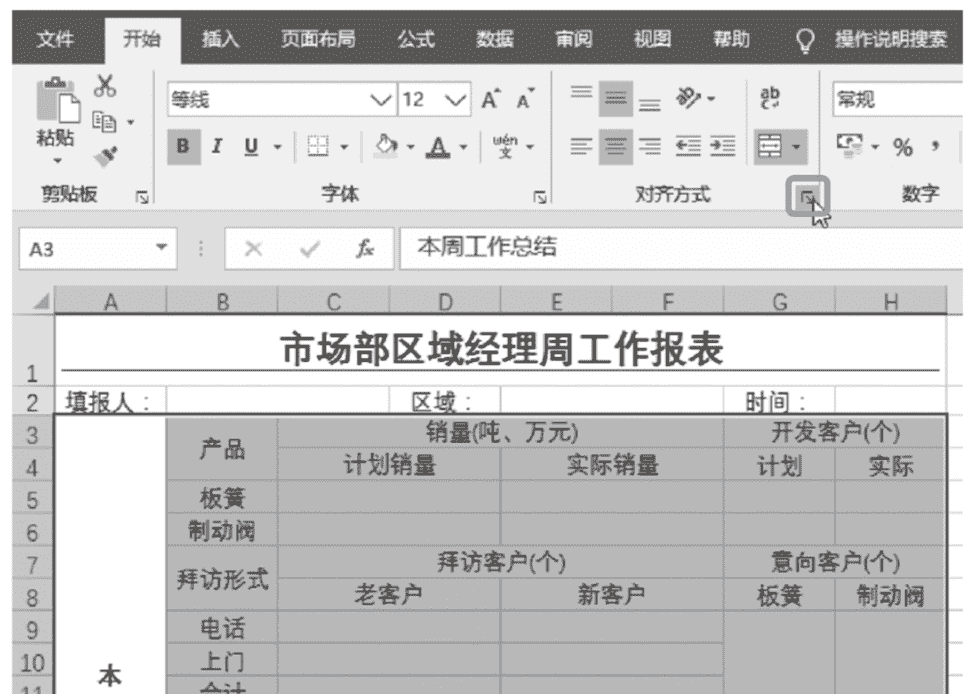 文件 开始 插入 页面布局 公式 数据 审阅 视图 帮助 操作说明搜索
等线 12 A A ab 常规
粘贴 B I U A wén 文 %
剪贴板 字体 对齐方式 数字
A3 fx 本周工作总结
A B C D E F G H
1 市场部区域经理周工作报表
2 填报人： 区域： 时间：
3 产品 销量(吨、万元) 开发客户(个)
4 计划销量 实际销量 计划 实际
5 板簧
6 制动阀
7 拜访形式 拜访客户(个) 意向客户(个)
8 老客户 新客户 板簧 制动阀
9 电话
10 本 上门
11 合计